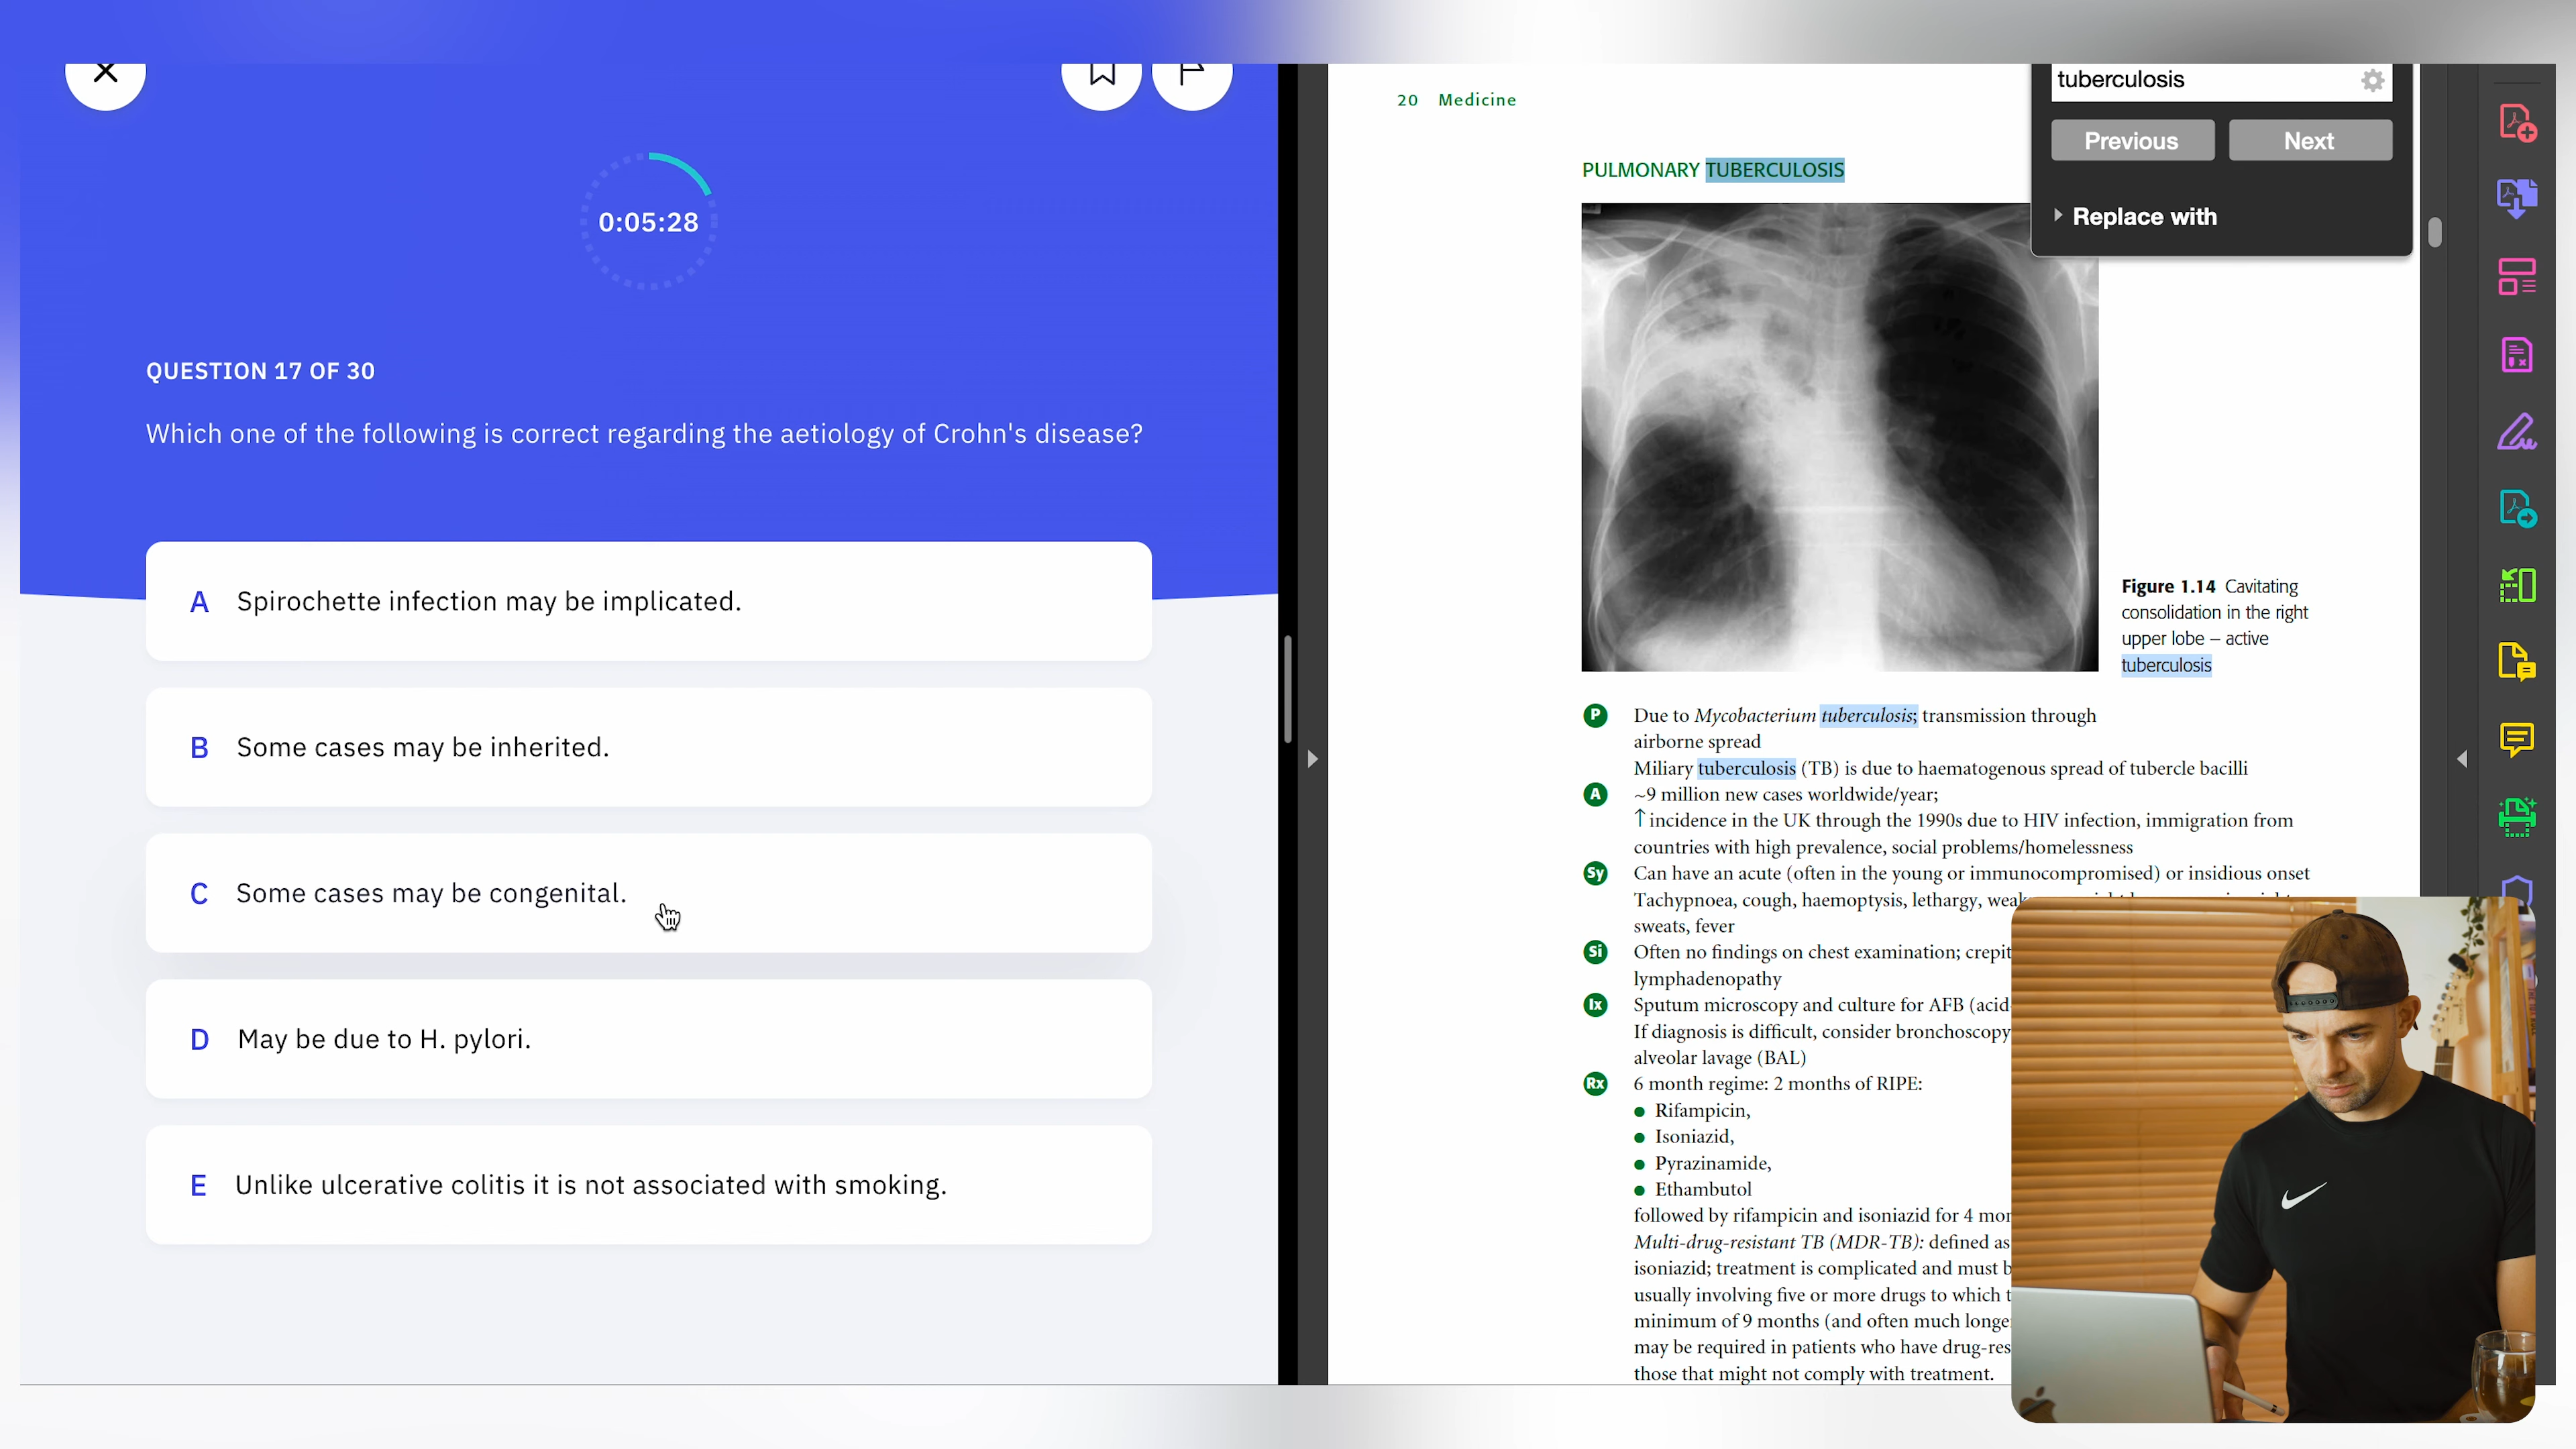 0:05:28
QUESTION 17 OF 30
Which one of the following is correct regarding the aetiology of Crohn's disease?
A Spirochette infection may be implicated.
B Some cases may be inherited.
C Some cases may be congenital.
D May be due to H. pylori.
E Unlike ulcerative colitis it is not associated with smoking.
20 Medicine
tuberculosis
Previous Next
Replace with
PULMONARY TUBERCULOSIS
Figure 1.14 Cavitating
consolidation in the right
upper lobe – active
tuberculosis
P Due to Mycobacterium tuberculosis; transmission through
airborne spread
Miliary tuberculosis (TB) is due to haematogenous spread of tubercle bacilli
A ~9 million new cases worldwide/year;
↑incidence in the UK through the 1990s due to HIV infection, immigration from
countries with high prevalence, social problems/homelessness
Sy Can have an acute (often in the young or immunocompromised) or insidious onset
Tachypnoea, cough, haemoptysis, lethargy,
sweats, fever
Si Often no findings on chest examination;
lymphadenopathy
Ix Sputum microscopy and culture for AFB (acid
If diagnosis is difficult, consider bronchoscopy
alveolar lavage (BAL)
Rx 6 month regime: 2 months of RIPE:
● Rifampicin,
● Isoniazid,
● Pyrazinamide,
● Ethambutol
followed by rifampicin and isoniazid for 4
Multi-drug-resistant TB (MDR-TB): defined as
isoniazid; treatment is complicated and must
usually involving five or more drugs to which
minimum of 9 months (and often much
may be required in patients who have
those that might not comply with treatment.